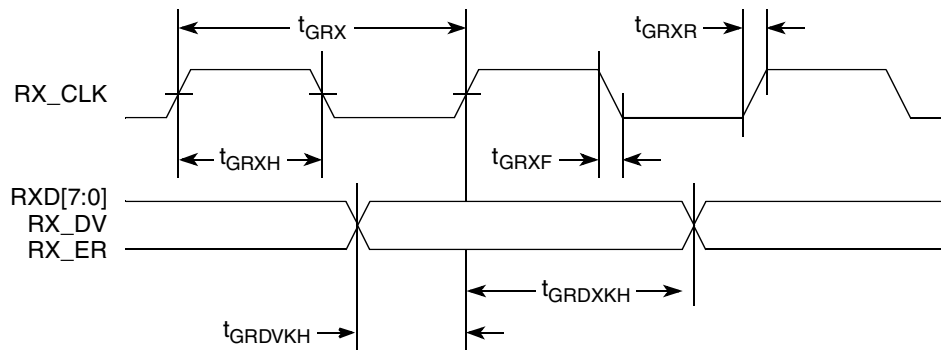 tGRX
tGRXR
RX_CLK
tGRXH
tGRXF
RXD[7:0]
RX_DV
RX_ER
tGRDXKH
tGRDVKH